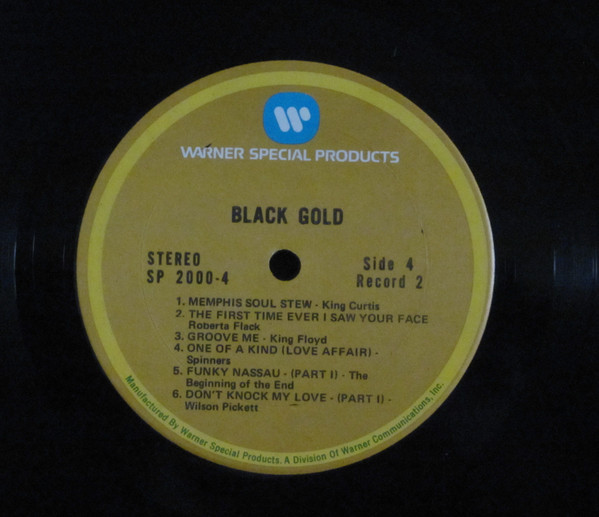 WARNER SPECIAL PRODUCTS
BLACK GOLD
STEREO
SP 2000-4
Side 4
Record 2
1. MEMPHIS SOUL STEW - King Curtis
2. THE FIRST TIME EVER I SAW YOUR FACE
Roberta Flack
3. GROOVE ME - King Floyd
4. ONE OF A KIND (LOVE AFFAIR) -
Spinners
5. FUNKY NASSAU - (PART I) - The
Beginning of the End
6. DON'T KNOCK MY LOVE - (PART I) -
Wilson Pickett
Manufactured By Warner Special Products. A Division Of Warner Communications, Inc.